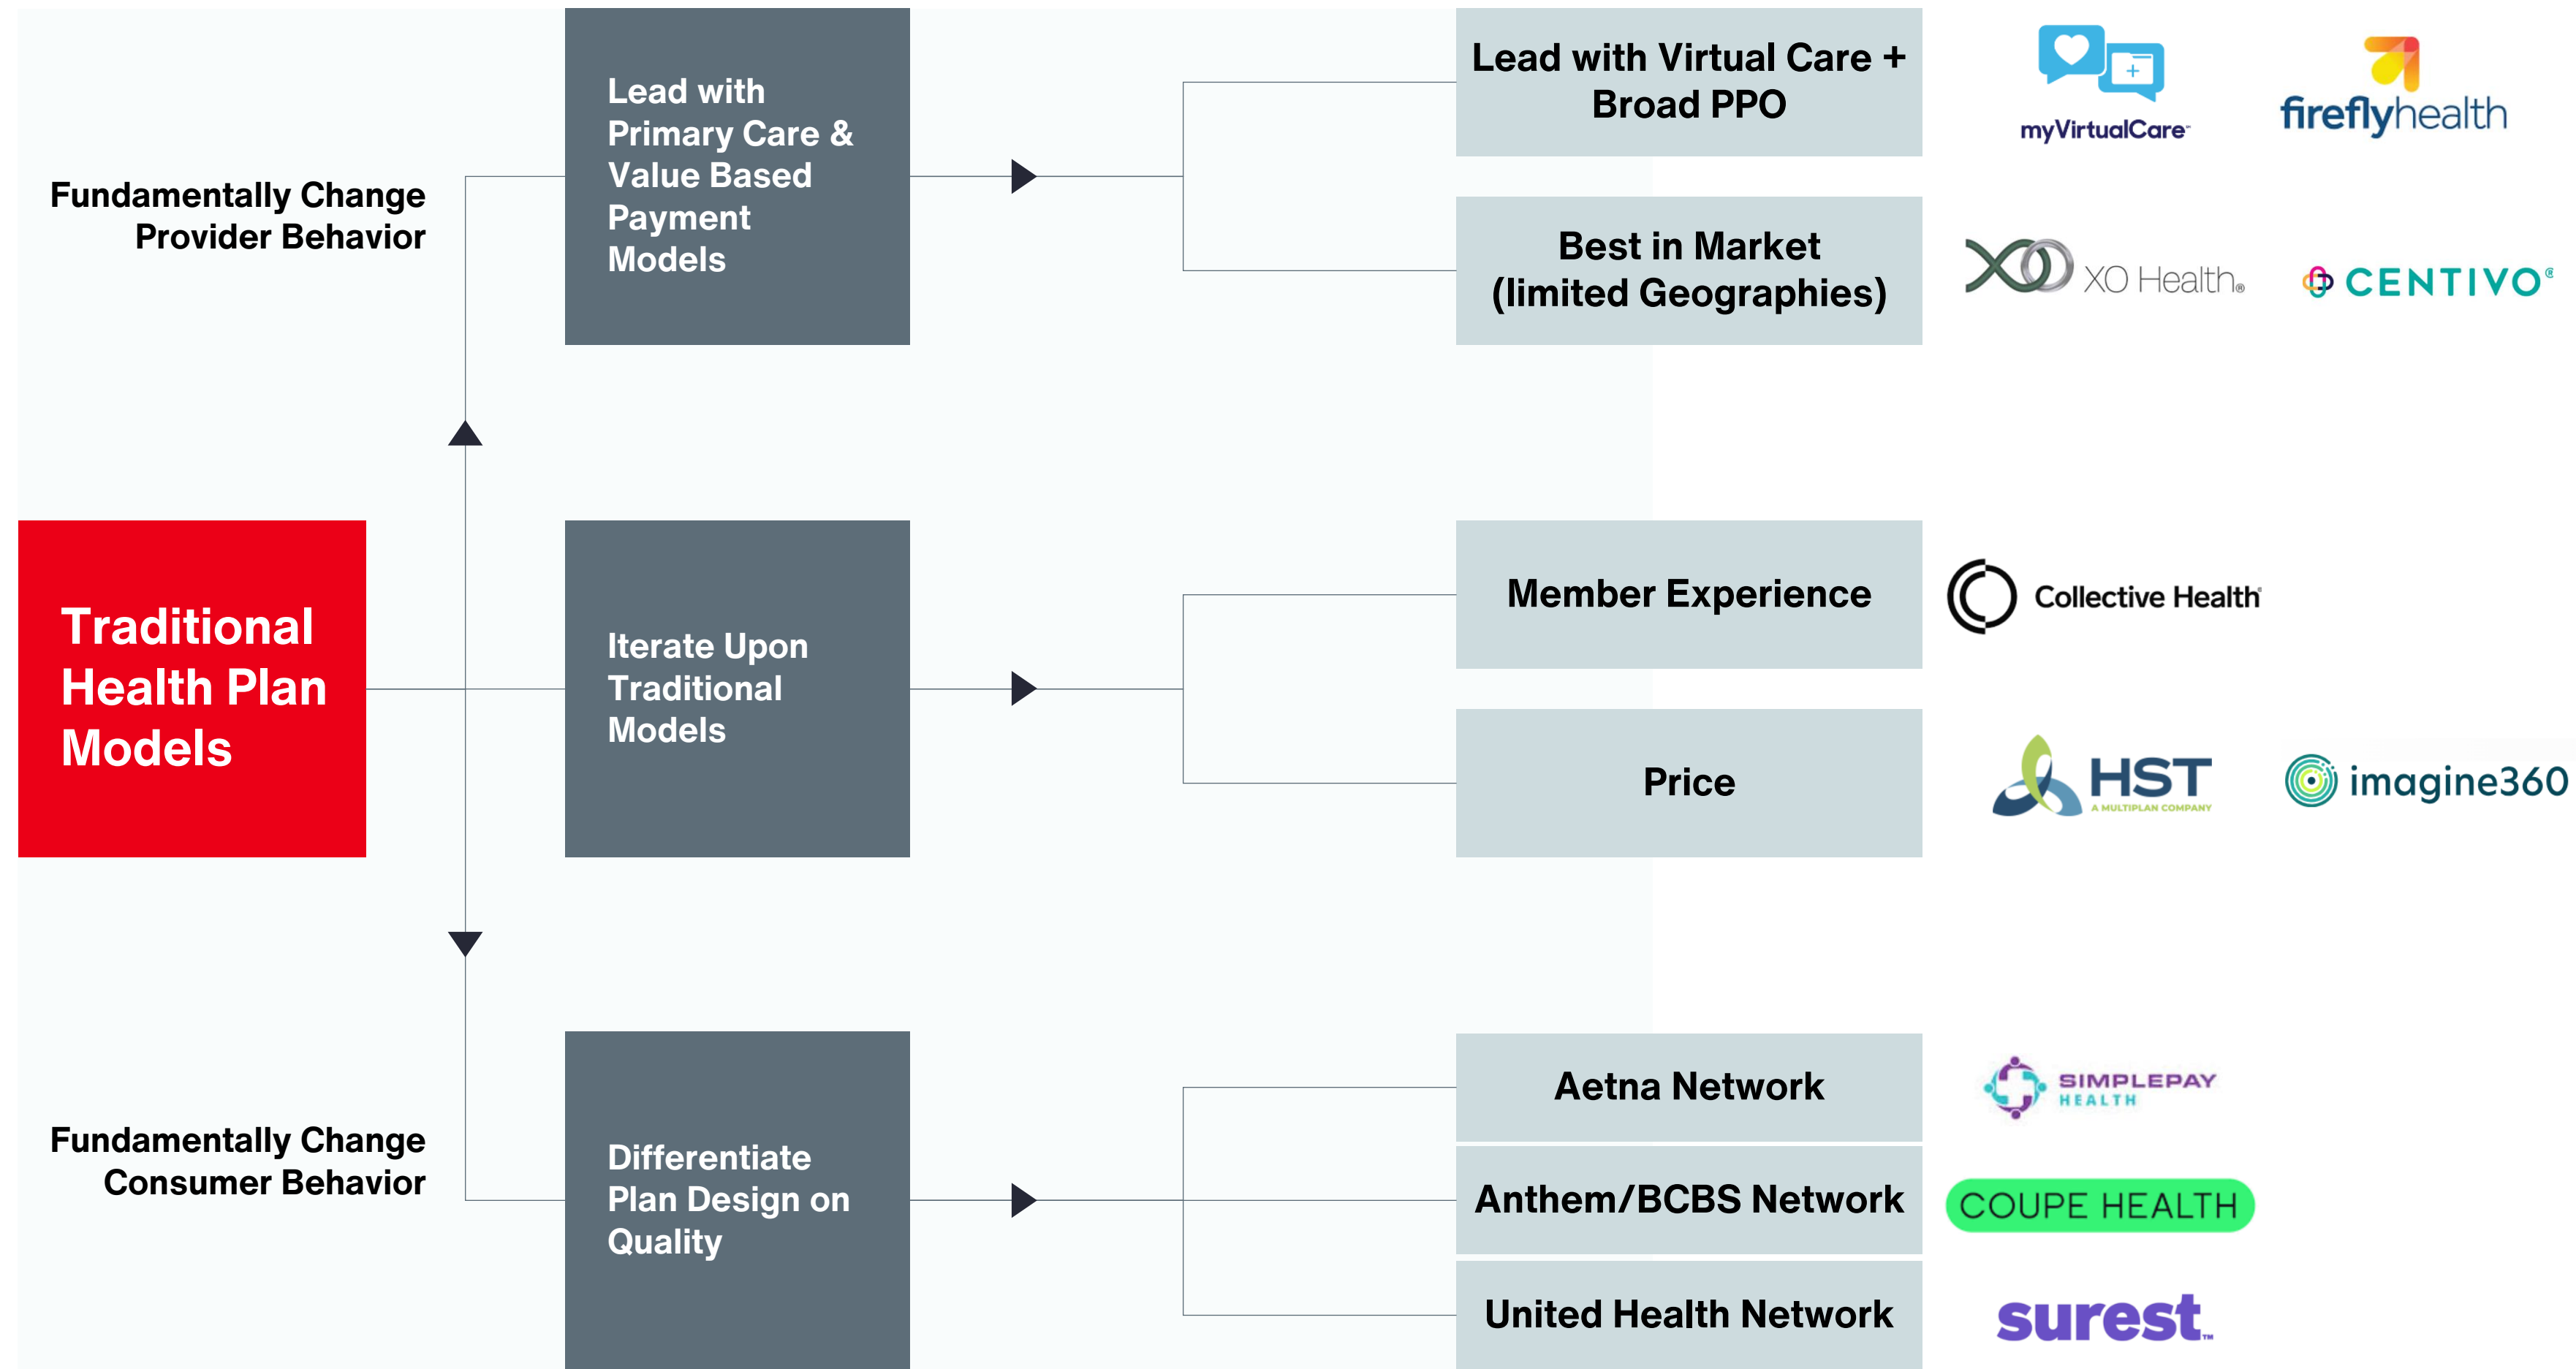 Fundamentally Change
Provider Behavior
Lead with
Primary Care &
Value Based
Payment
Models
Lead with Virtual Care +
Broad PPO
myVirtualCare℠
fireflyhealth
Best in Market
(limited Geographies)
XO Health®
CENTIVO®
Traditional
Health Plan
Models
Iterate Upon
Traditional
Models
Member Experience
Collective Health
Price
HST
A MULTIPLAN COMPANY
imagine360
Fundamentally Change
Consumer Behavior
Differentiate
Plan Design on
Quality
Aetna Network
SIMPLEPAY
HEALTH
Anthem/BCBS Network
COUPE HEALTH
United Health Network
surest™